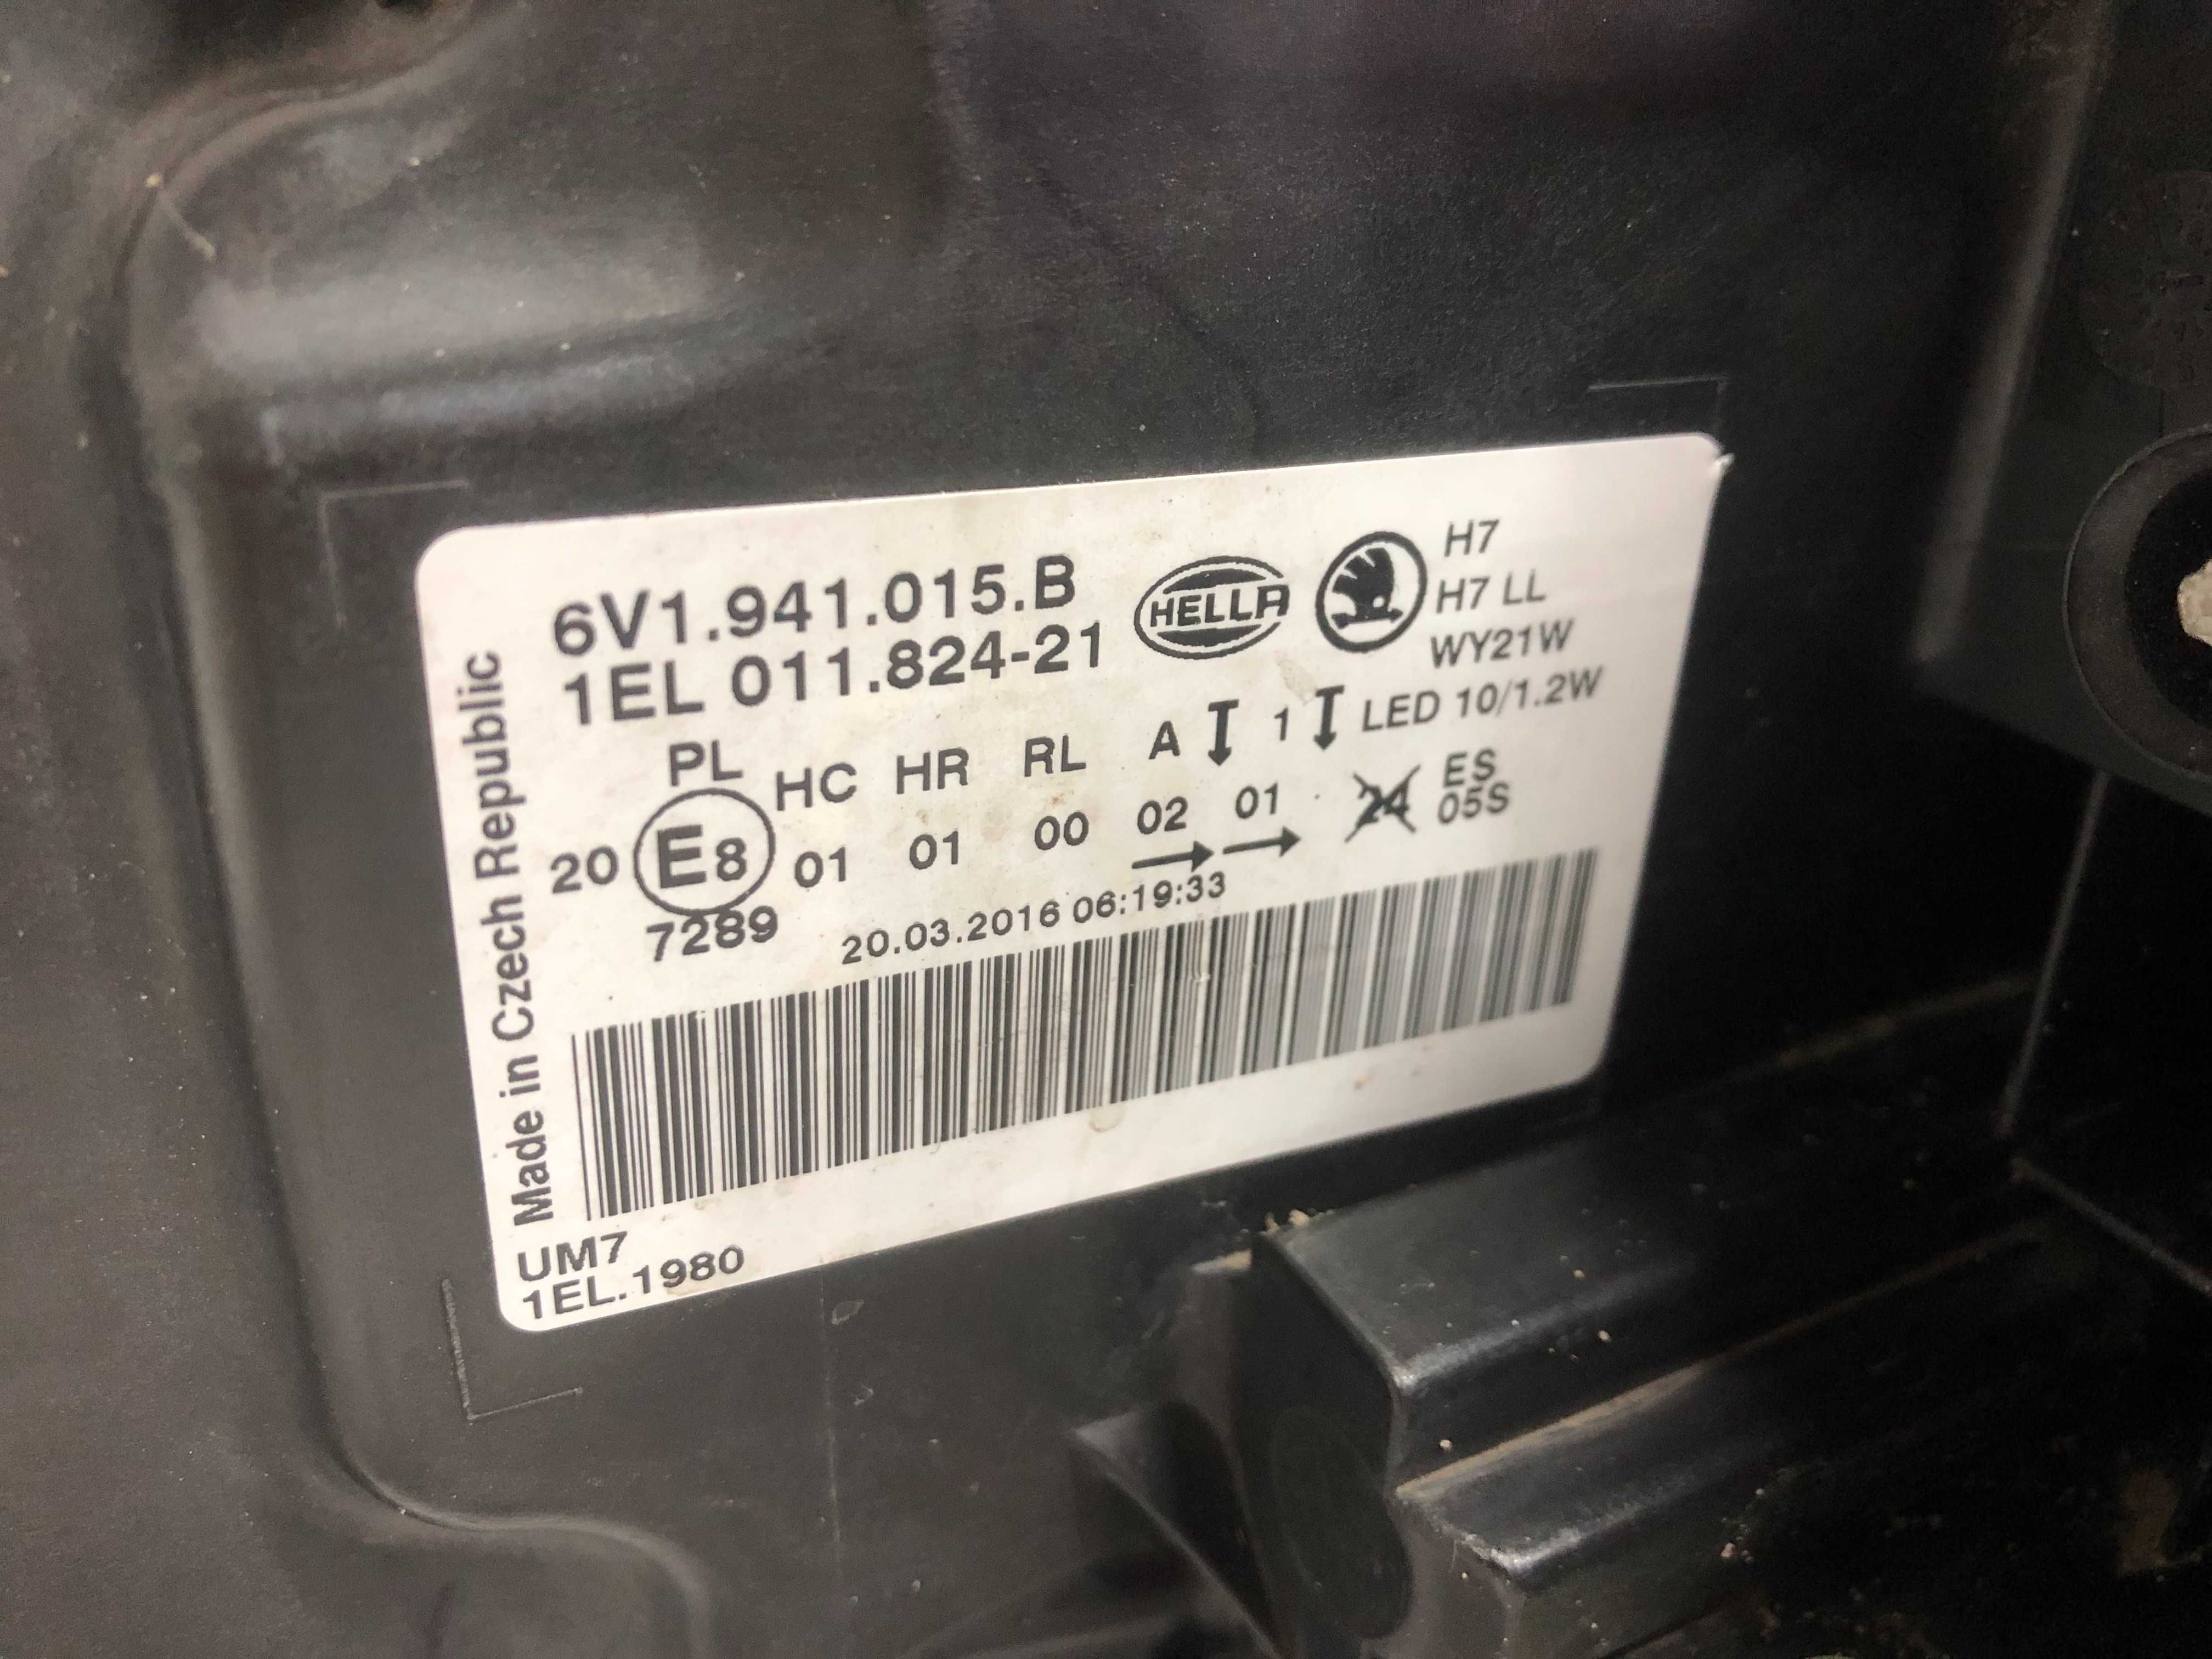 6V1.941.015.B
1EL 011.824-21
HELLA
H7
H7 LL
WY21W
LED 10/1.2W
PL HC HR RL A 1
20 E8 01 01 00 02 01 24 ES
05S
7289 20.03.2016 06:19:33
Made in Czech Republic
UM7
1EL.1980